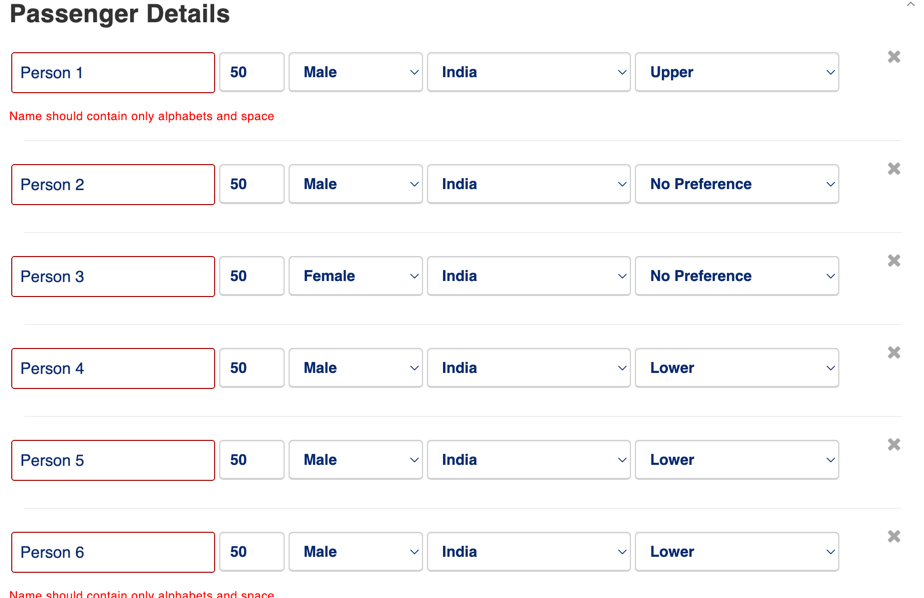 Passenger Details
Person 1 50 Male India Upper
Name should contain only alphabets and space
Person 2 50 Male India No Preference
Person 3 50 Female India No Preference
Person 4 50 Male India Lower
Person 5 50 Male India Lower
Person 6 50 Male India Lower
Name should contain only alphabets and space